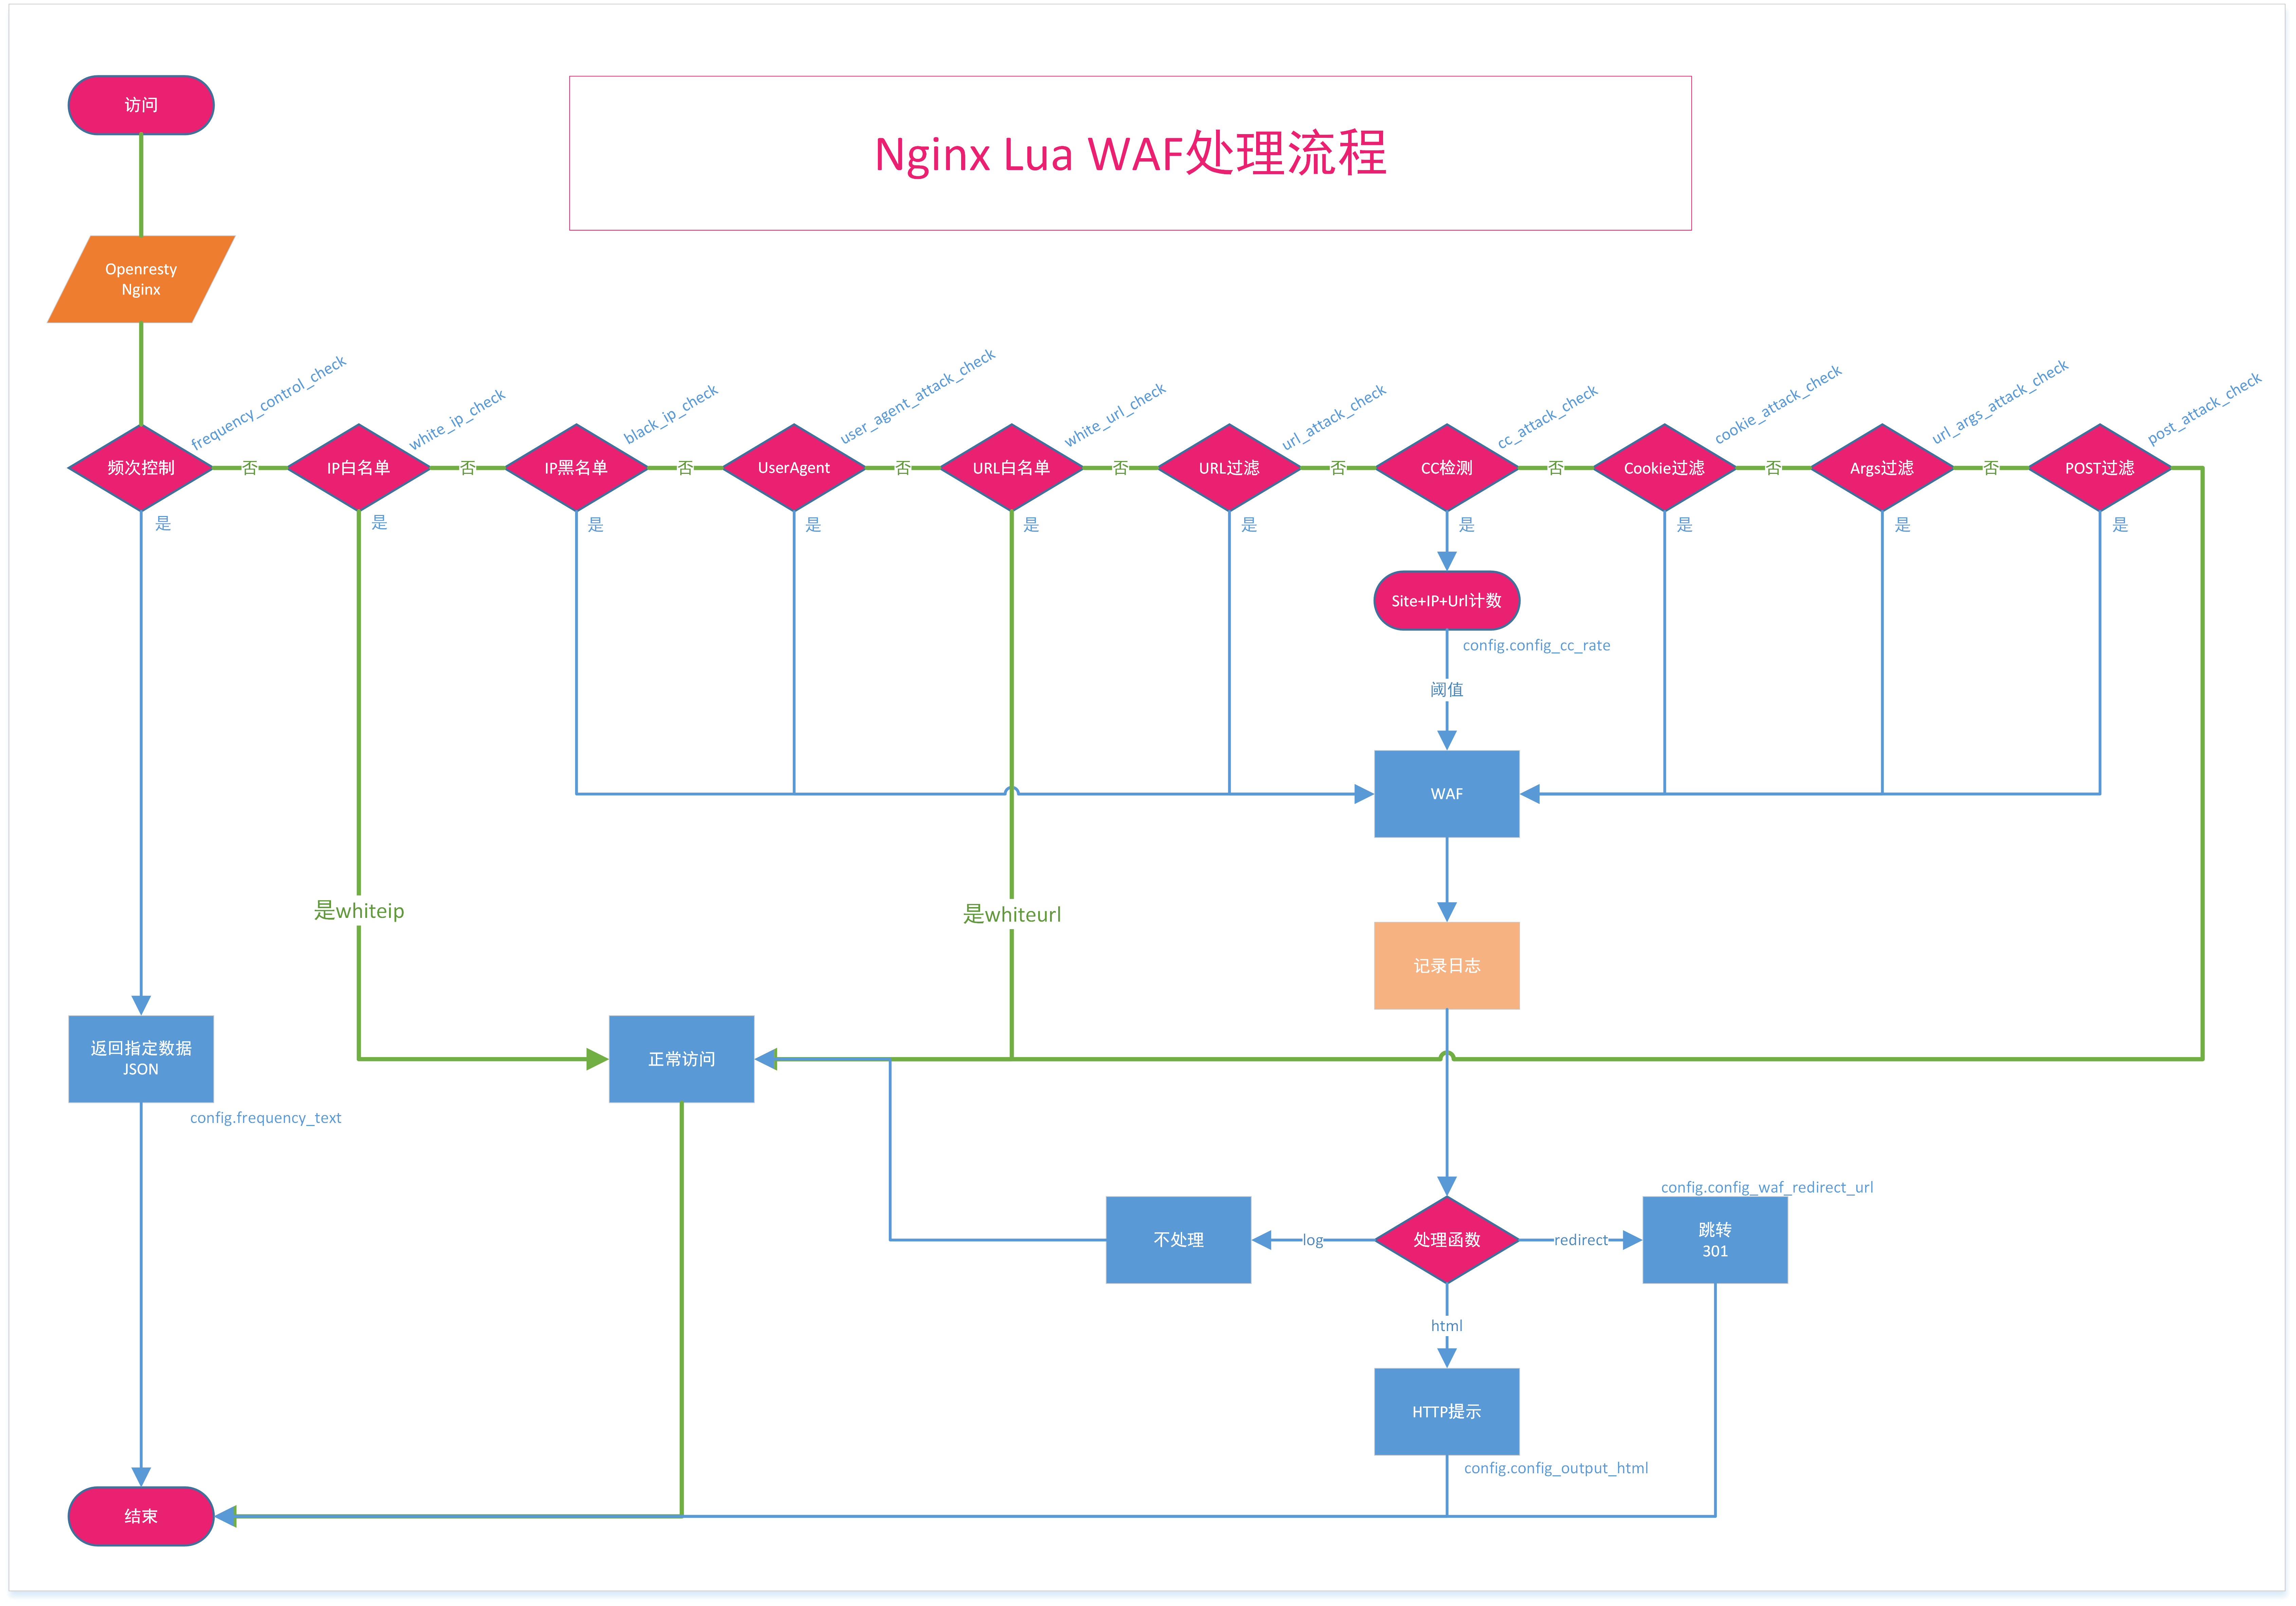 访问
Nginx Lua WAF处理流程
Openresty
Nginx
frequency_control_check
white_ip_check
black_ip_check
user_agent_attack_check
white_url_check
url_attack_check
cc_attack_check
cookie_attack_check
url_args_attack_check
post_attack_check
频次控制
否
IP白名单
否
IP黑名单
否
UserAgent
否
URL白名单
否
URL过滤
否
CC检测
否
Cookie过滤
否
Args过滤
否
POST过滤
是
是
是
是
是
是
是
是
是
是
Site+IP+Url计数
config.config_cc_rate
阈值
WAF
是whiteip
是whiteurl
记录日志
返回指定数据
JSON
正常访问
config.frequency_text
config.config_waf_redirect_url
不处理
log
处理函数
redirect
跳转
301
html
HTTP提示
config.config_output_html
结束